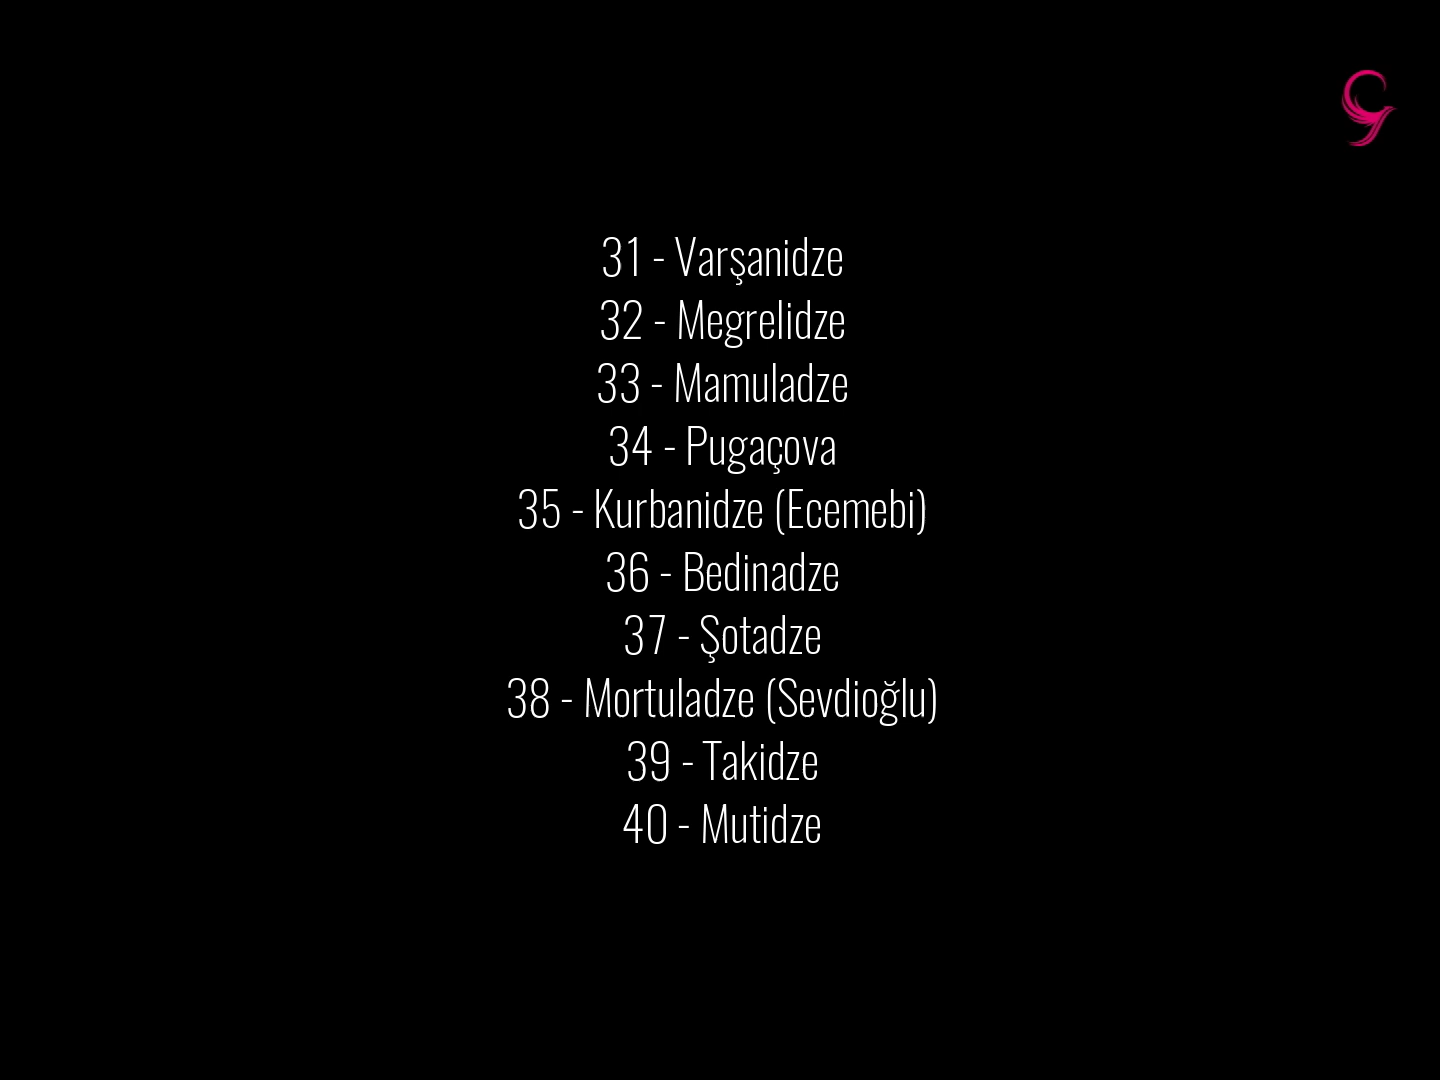 31 - Varşanidze
32 - Megrelidze
33 - Mamuladze
34 - Pugaçova
35 - Kurbanidze (Ecemebi)
36 - Bedinadze
37 - Şotadze
38 - Mortuladze (Sevdioğlu)
39 - Takidze
40 - Mutidze